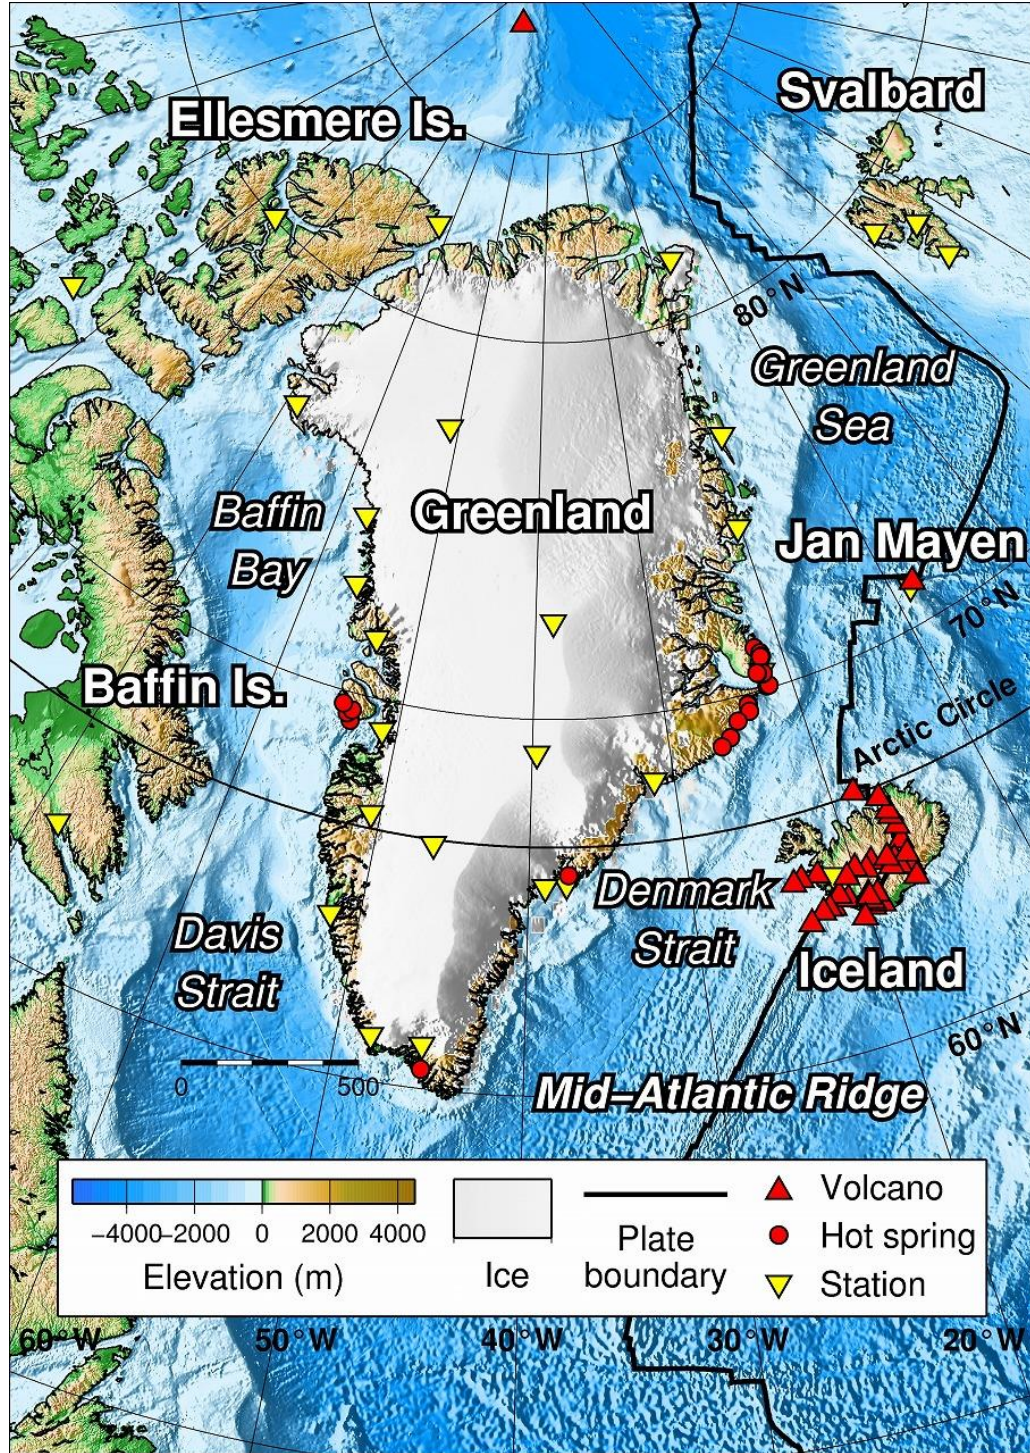 Svalbard
Ellesmere Is.
80°N
Greenland
Sea
Baffin
Bay
Greenland
Jan Mayen
70°N
Baffin Is.
Arctic Circle
Denmark
Strait
Davis
Strait
Iceland
60°N
0 500
Mid–Atlantic Ridge
−4000 −2000 0 2000 4000
Elevation (m)
Ice
Plate
boundary
Volcano
Hot spring
Station
60°W 50°W 40°W 30°W 20°W